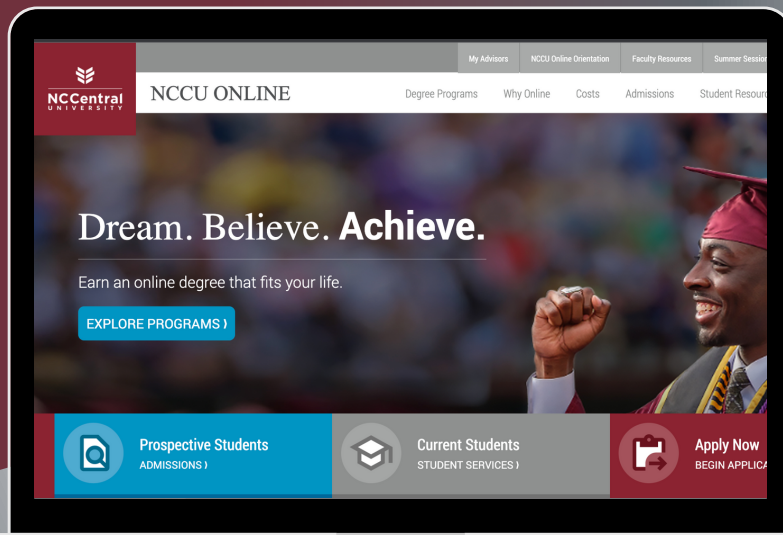 My Advisors
NCCU Online Orientation
Faculty Resources
Summer Session
NCCentral
UNIVERSITY
NCCU ONLINE
Degree Programs
Why Online
Costs
Admissions
Student Resourc
Dream. Believe. Achieve.
Earn an online degree that fits your life.
EXPLORE PROGRAMS ⟩
Prospective Students
ADMISSIONS ⟩
Current Students
STUDENT SERVICES ⟩
Apply Now
BEGIN APPLICA